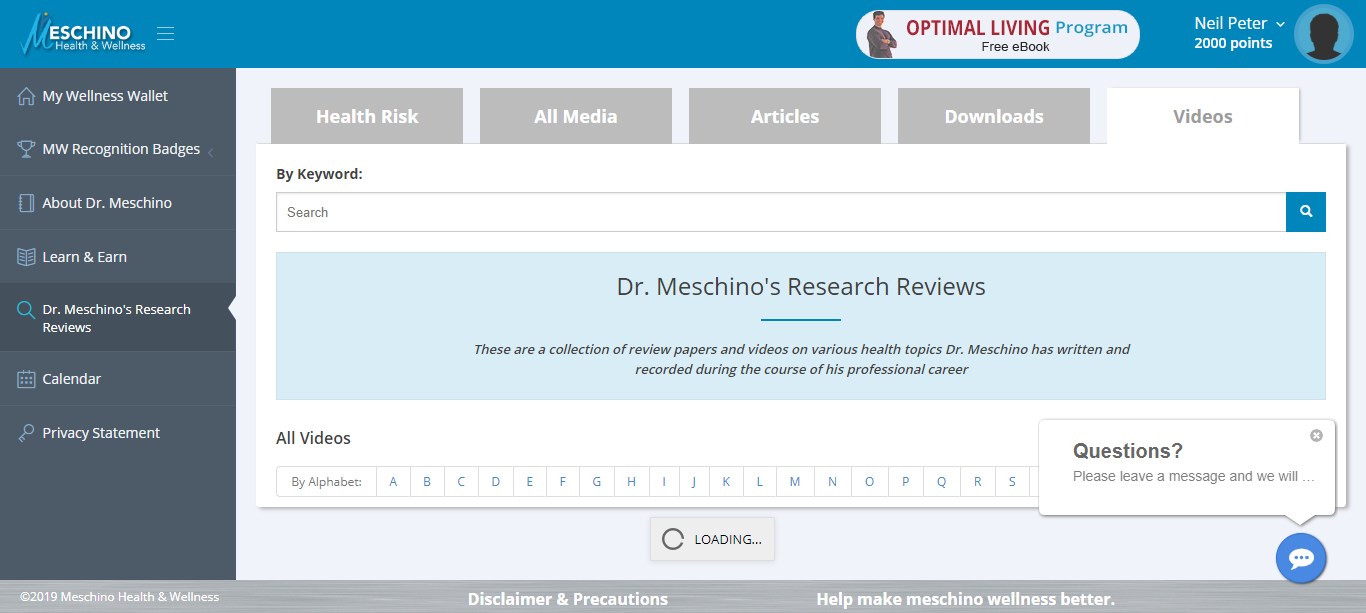 MESCHINO
Health & Wellness
OPTIMAL LIVING Program
Free eBook
Neil Peter
2000 points
My Wellness Wallet
MW Recognition Badges
About Dr. Meschino
Learn & Earn
Dr. Meschino's Research
Reviews
Calendar
Privacy Statement
Health Risk
All Media
Articles
Downloads
Videos
By Keyword:
Search
Dr. Meschino's Research Reviews
These are a collection of review papers and videos on various health topics Dr. Meschino has written and
recorded during the course of his professional career
All Videos
By Alphabet: A B C D E F G H I J K L M N O P Q R S
Questions?
Please leave a message and we will ...
LOADING...
©2019 Meschino Health & Wellness
Disclaimer & Precautions
Help make meschino wellness better.